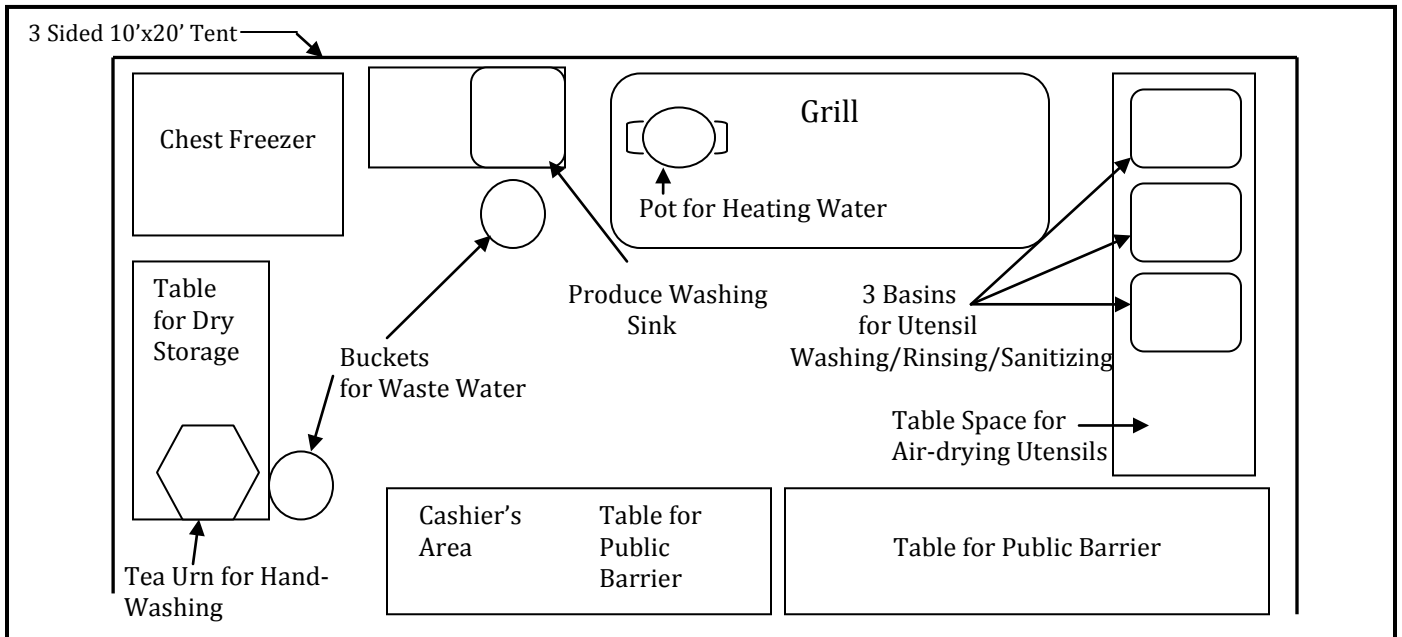 3 Sided 10’x20’ Tent
Chest Freezer
Grill
Pot for Heating Water
Table
for Dry
Storage
Produce Washing
Sink
3 Basins
for Utensil
Washing/Rinsing/Sanitizing
Buckets
for Waste Water
Table Space for
Air-drying Utensils
Cashier’s
Area
Table for
Public
Barrier
Table for Public Barrier
Tea Urn for Hand-
Washing